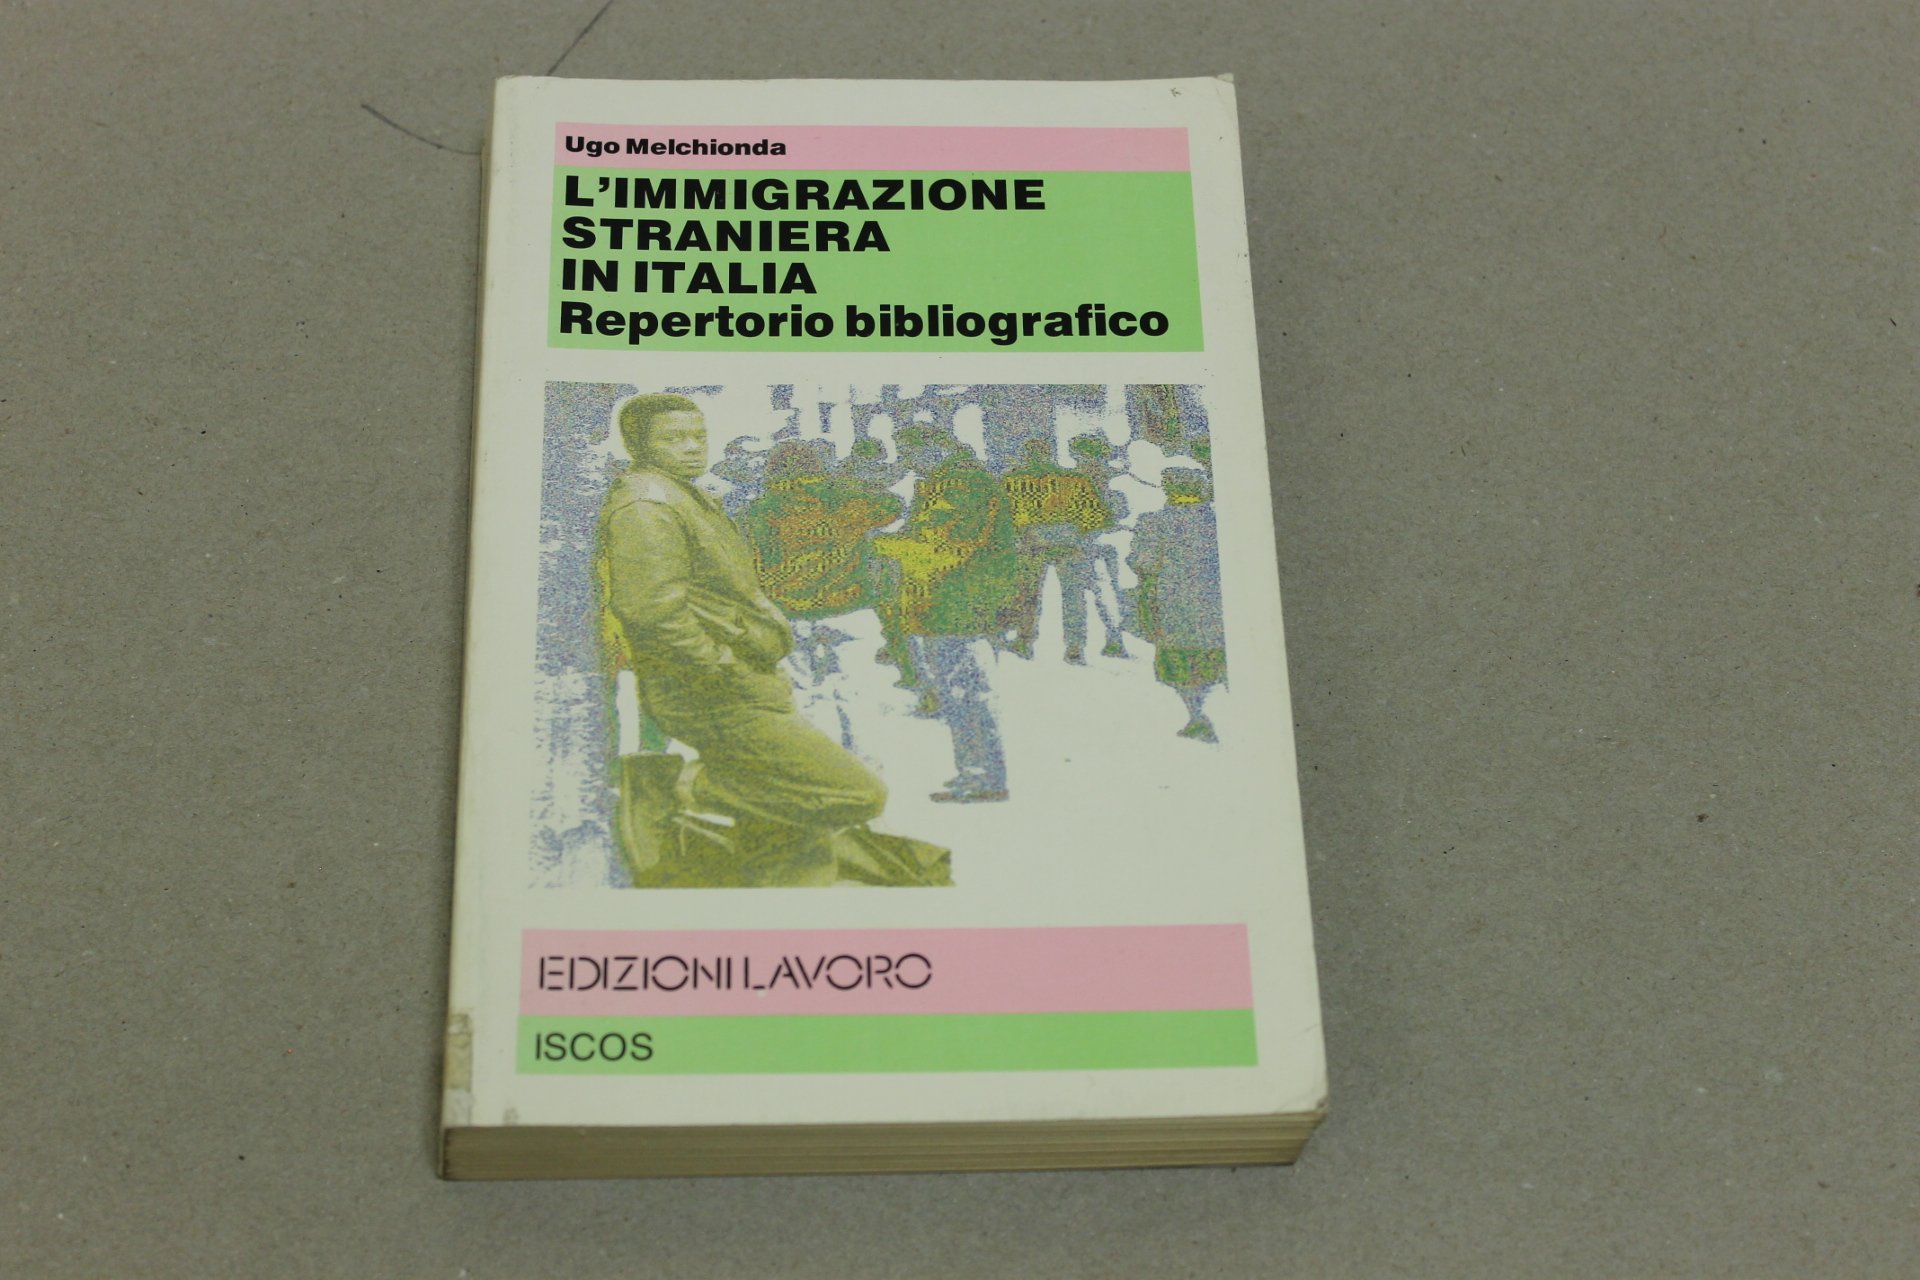 Ugo Melchionda
L'IMMIGRAZIONE
STRANIERA
IN ITALIA
Repertorio bibliografico
EDIZIONI LAVORO
ISCOS